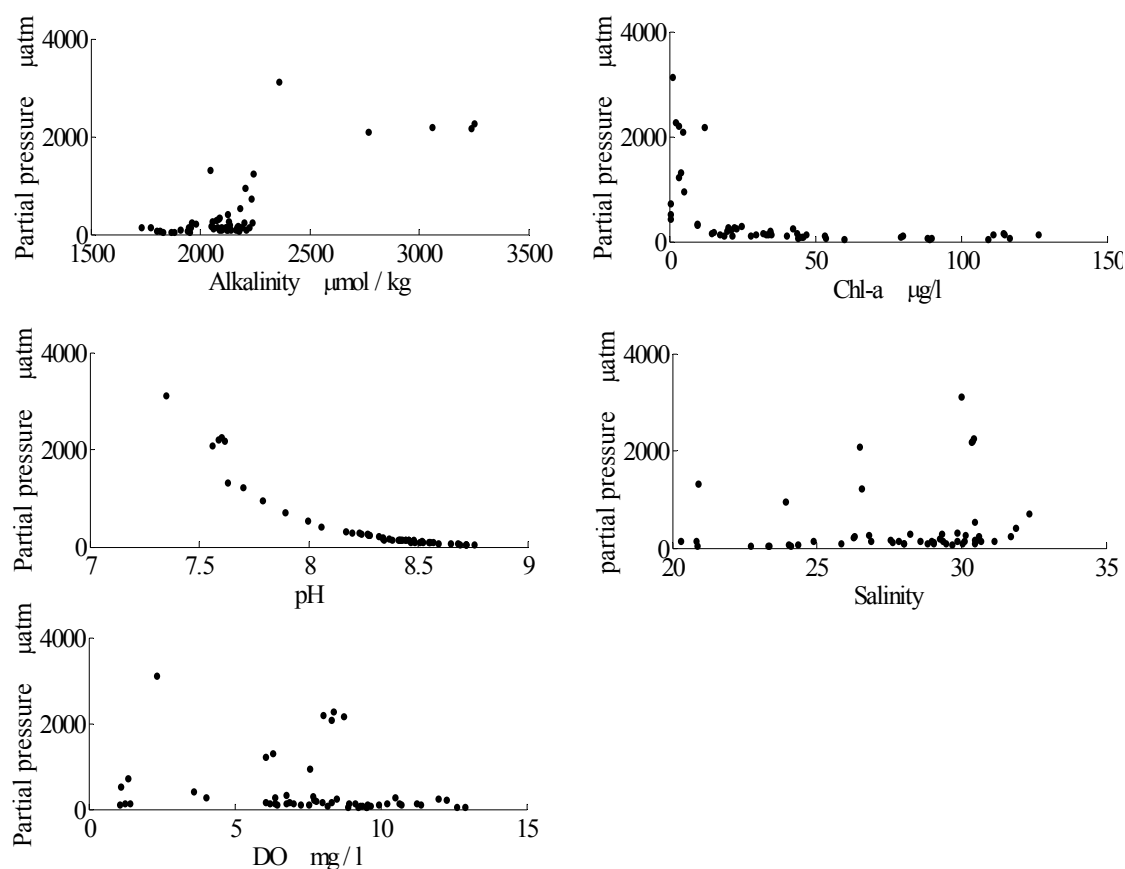 Partial pressure μatm
4000
2000
0
1500 2000 2500 3000 3500
Alkalinity μmol / kg
Partial pressure μatm
4000
2000
0
0 50 100 150
Chl-a μg/l
Partial pressure μatm
4000
2000
0
7 7.5 8 8.5 9
pH
partial pressure μatm
4000
2000
0
20 25 30 35
Salinity
Partial pressure μatm
4000
2000
0
0 5 10 15
DO mg / l